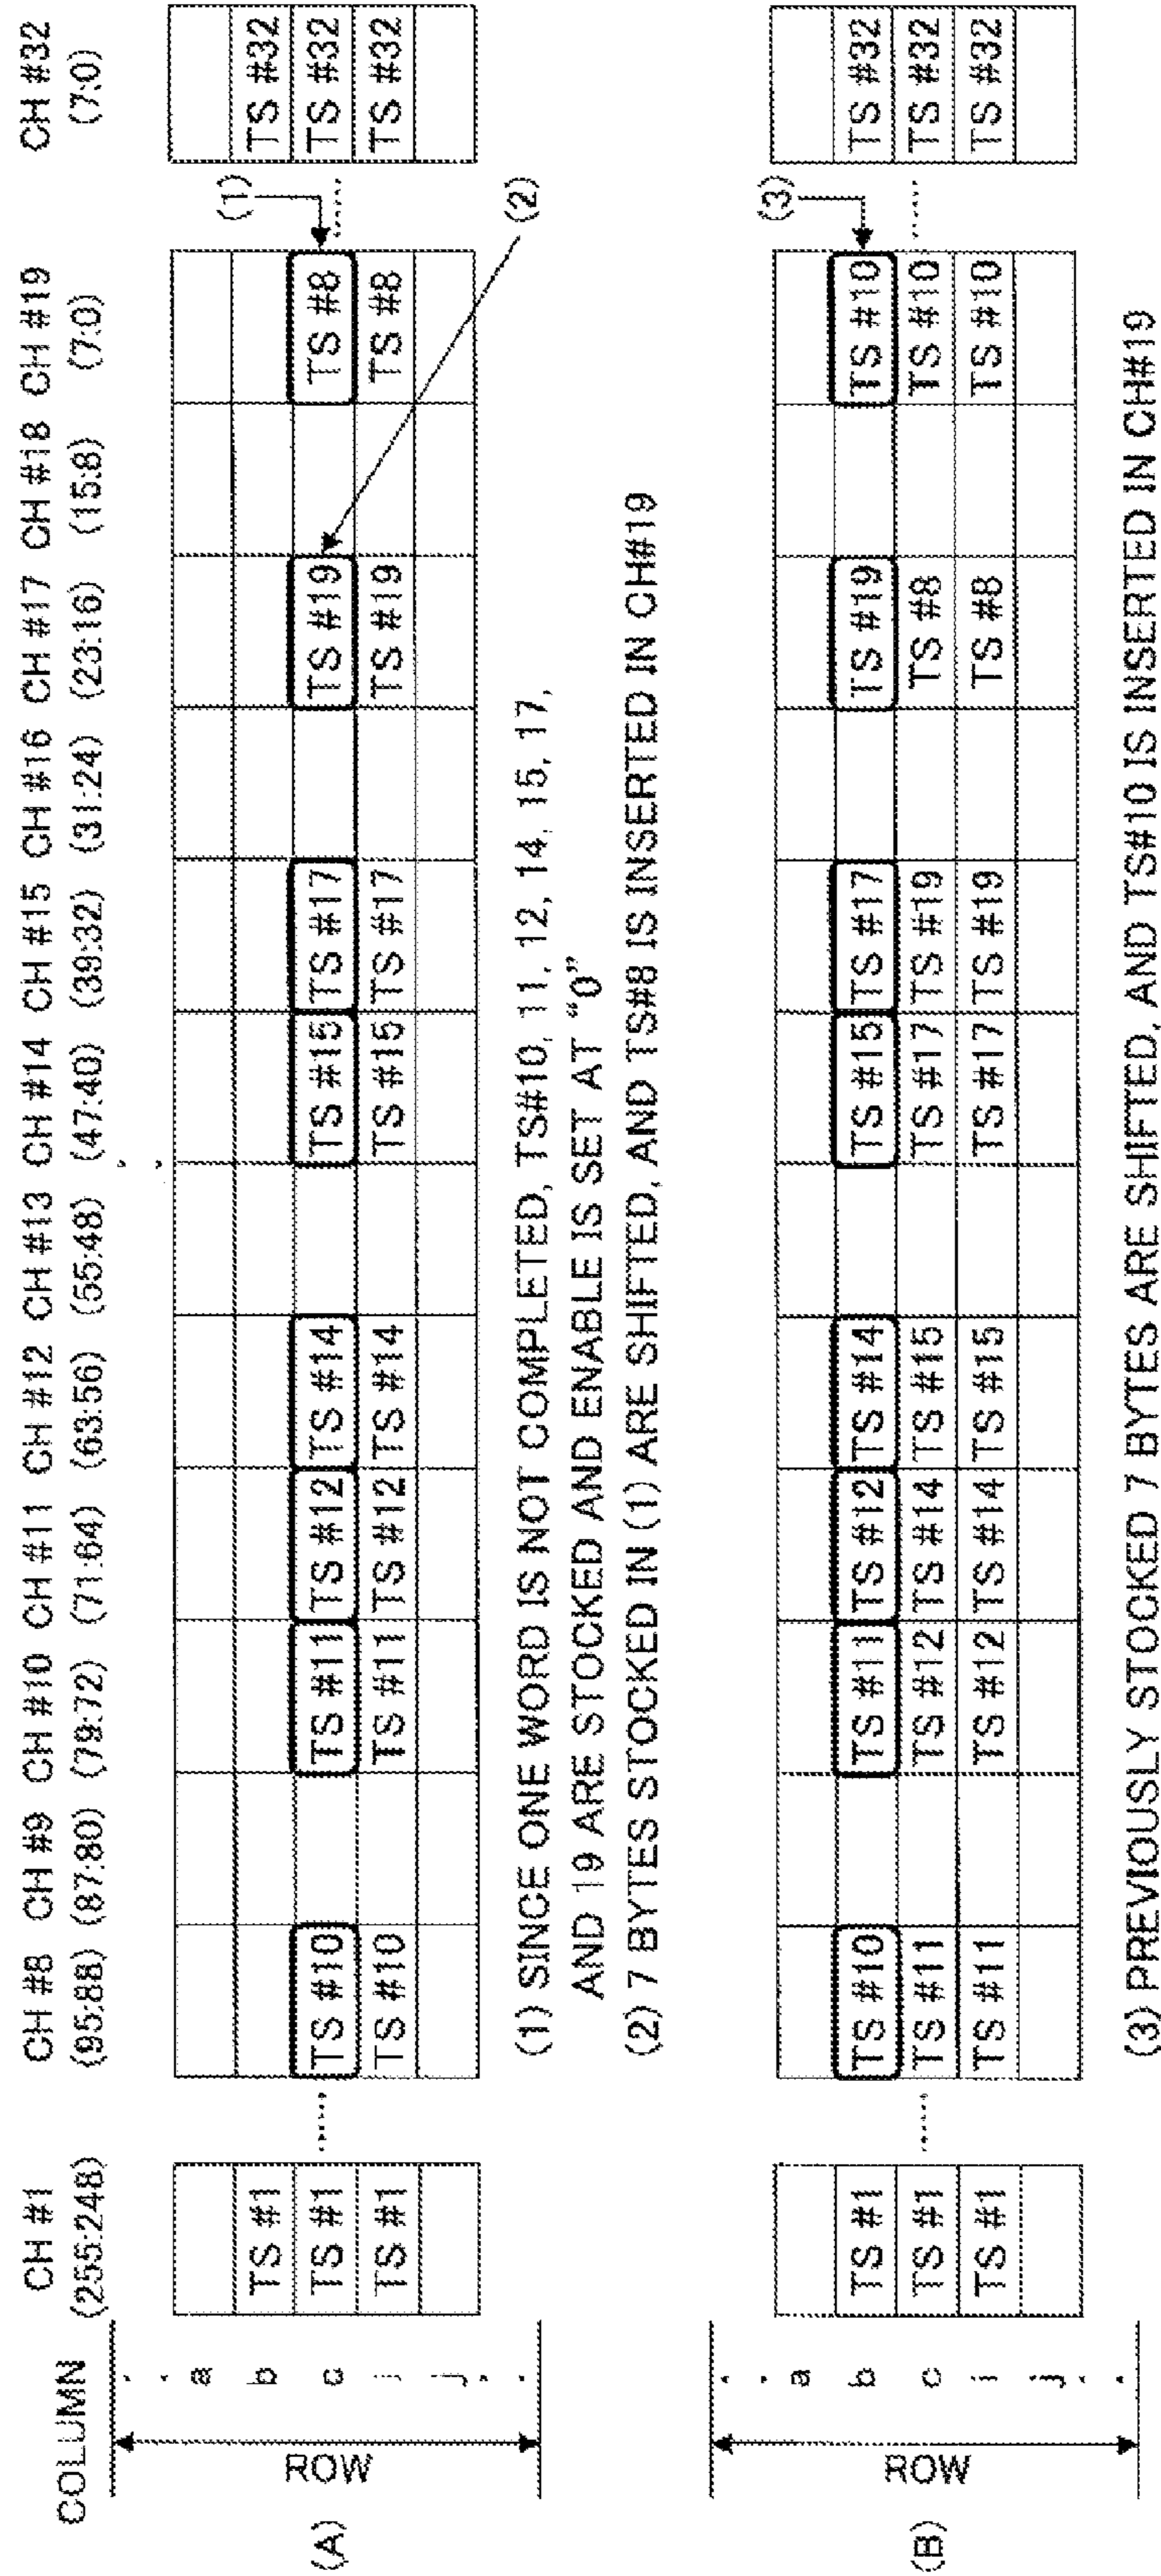 COLUMN CH #1 CH #8 CH #9 CH #10 CH #11 CH #12 CH #13 CH #14 CH #15 CH #16 CH #17 CH #18 CH #19 CH #32
(255:248) (95:88) (87:80) (79:72) (71:64) (63:56) (55:48) (47:40) (39:32) (31:24) (23:16) (15:8) (7:0) (7:0)
(A) ROW
a
b TS #1 TS #32
(1)
c TS #1 TS #10 TS #11 TS #12 TS #14 TS #15 TS #17 TS #19 TS #8 TS #32
i TS #1 TS #10 TS #11 TS #12 TS #14 TS #15 TS #17 TS #19 TS #8 TS #32
j
(2)
(1) SINCE ONE WORD IS NOT COMPLETED, TS#10, 11, 12, 14, 15, 17,
AND 19 ARE STOCKED AND ENABLE IS SET AT "0"
(2) 7 BYTES STOCKED IN (1) ARE SHIFTED, AND TS#8 IS INSERTED IN CH#19
(B) ROW
a
(3)
b TS #1 TS #10 TS #11 TS #12 TS #14 TS #15 TS #17 TS #19 TS #10 TS #32
c TS #1 TS #11 TS #12 TS #14 TS #15 TS #17 TS #19 TS #8 TS #10 TS #32
i TS #1 TS #11 TS #12 TS #14 TS #15 TS #17 TS #19 TS #8 TS #10 TS #32
j
(3) PREVIOUSLY STOCKED 7 BYTES ARE SHIFTED, AND TS#10 IS INSERTED IN CH#19